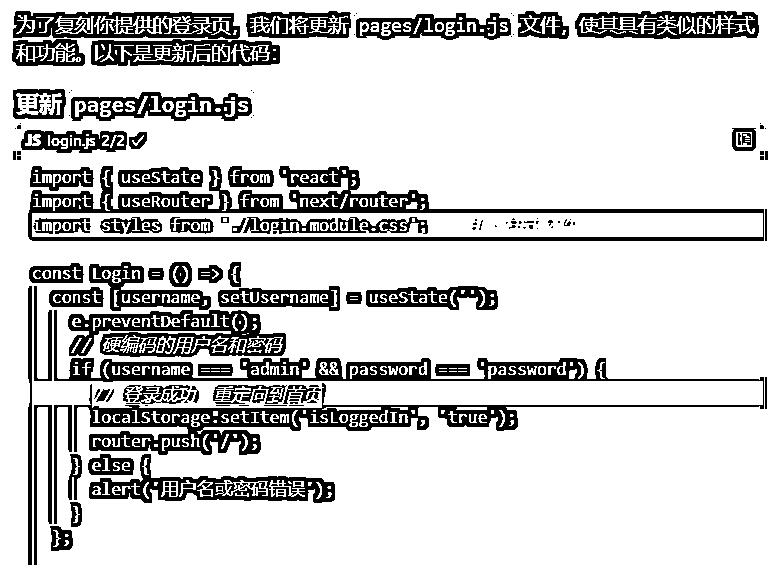 为了复刻你提供的登录页，我们将更新 pages/login.js 文件，使其具有类似的样式
和功能。以下是更新后的代码：
更新 pages/login.js
JS login.js 2/2 ✓
import { useState } from 'react';
import { useRouter } from 'next/router';
import styles from './login.module.css'; //
const Login = () => {
const [username, setUsername] = useState('');
e.preventDefault();
// 硬编码的用户名和密码
if (username === 'admin' && password === 'password') {
// 登录成功 重定向到首页
localStorage.setItem('isLoggedIn', 'true');
router.push('/');
} else {
alert('用户名或密码错误');
}
};